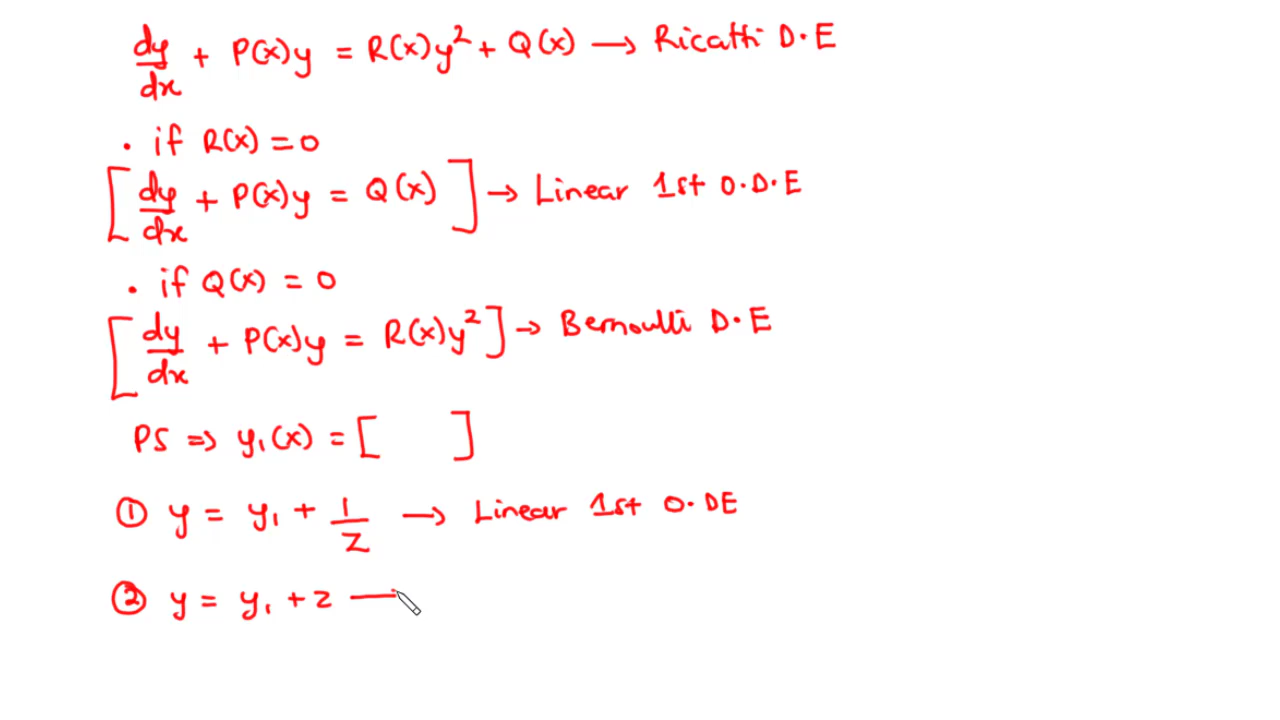 dy/dx + P(x)y = R(x)y² + Q(x) → Ricatti D.E
• if R(x) = 0
[ dy/dx + P(x)y = Q(x) ] → Linear 1st O.D.E
• if Q(x) = 0
[ dy/dx + P(x)y = R(x)y² ] → Bernoulli D.E
PS ⇒ y₁(x) = [ ]
① y = y₁ + 1/z → Linear 1st O.DE
② y = y₁ + z —